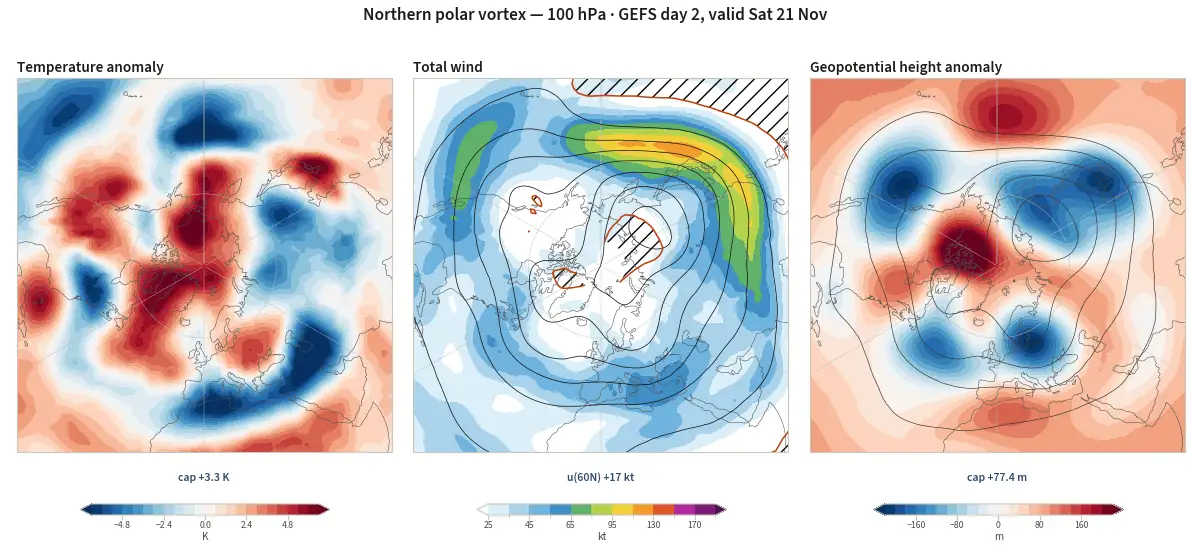 Northern polar vortex — 100 hPa · GEFS day 2, valid Sat 21 Nov
Temperature anomaly
Total wind
Geopotential height anomaly
cap +3.3 K
u(60N) +17 kt
cap +77.4 m
−4.8 −2.4 0.0 2.4 4.8
K
25 45 65 95 130 170
kt
−160 −80 0 80 160
m